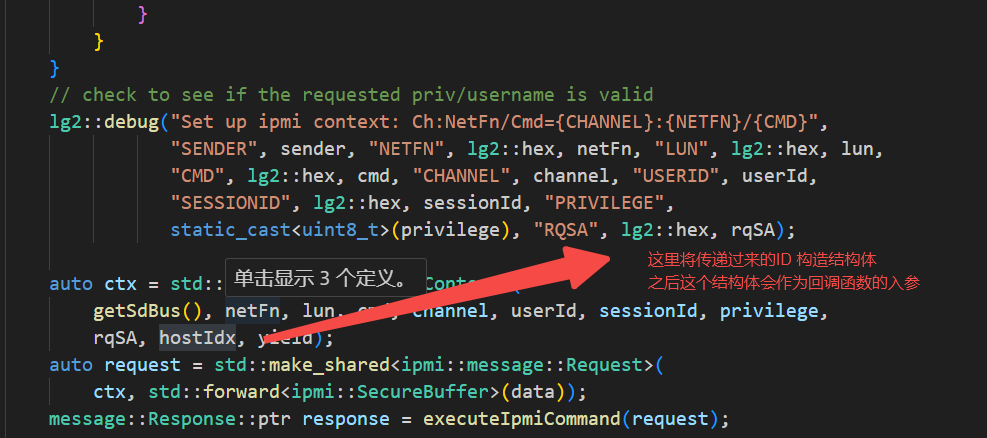 }
}
}
// check to see if the requested priv/username is valid
lg2::debug("Set up ipmi context: Ch:NetFn/Cmd={CHANNEL}:{NETFN}/{CMD}",
"SENDER", sender, "NETFN", lg2::hex, netFn, "LUN", lg2::hex, lun,
"CMD", lg2::hex, cmd, "CHANNEL", channel, "USERID", userId,
"SESSIONID", lg2::hex, sessionId, "PRIVILEGE",
static_cast<uint8_t>(privilege), "RQSA", lg2::hex, rqSA);
这里将传递过来的ID 构造结构体
单击显示 3 个定义。
之后这个结构体会作为回调函数的入参
auto ctx = std::
getSdBus(), netFn, lun, channel, userId, sessionId, privilege,
rqSA, hostIdx, yield);
auto request = std::make_shared<ipmi::message::Request>(
ctx, std::forward<ipmi::SecureBuffer>(data));
message::Response::ptr response = executeIpmiCommand(request);